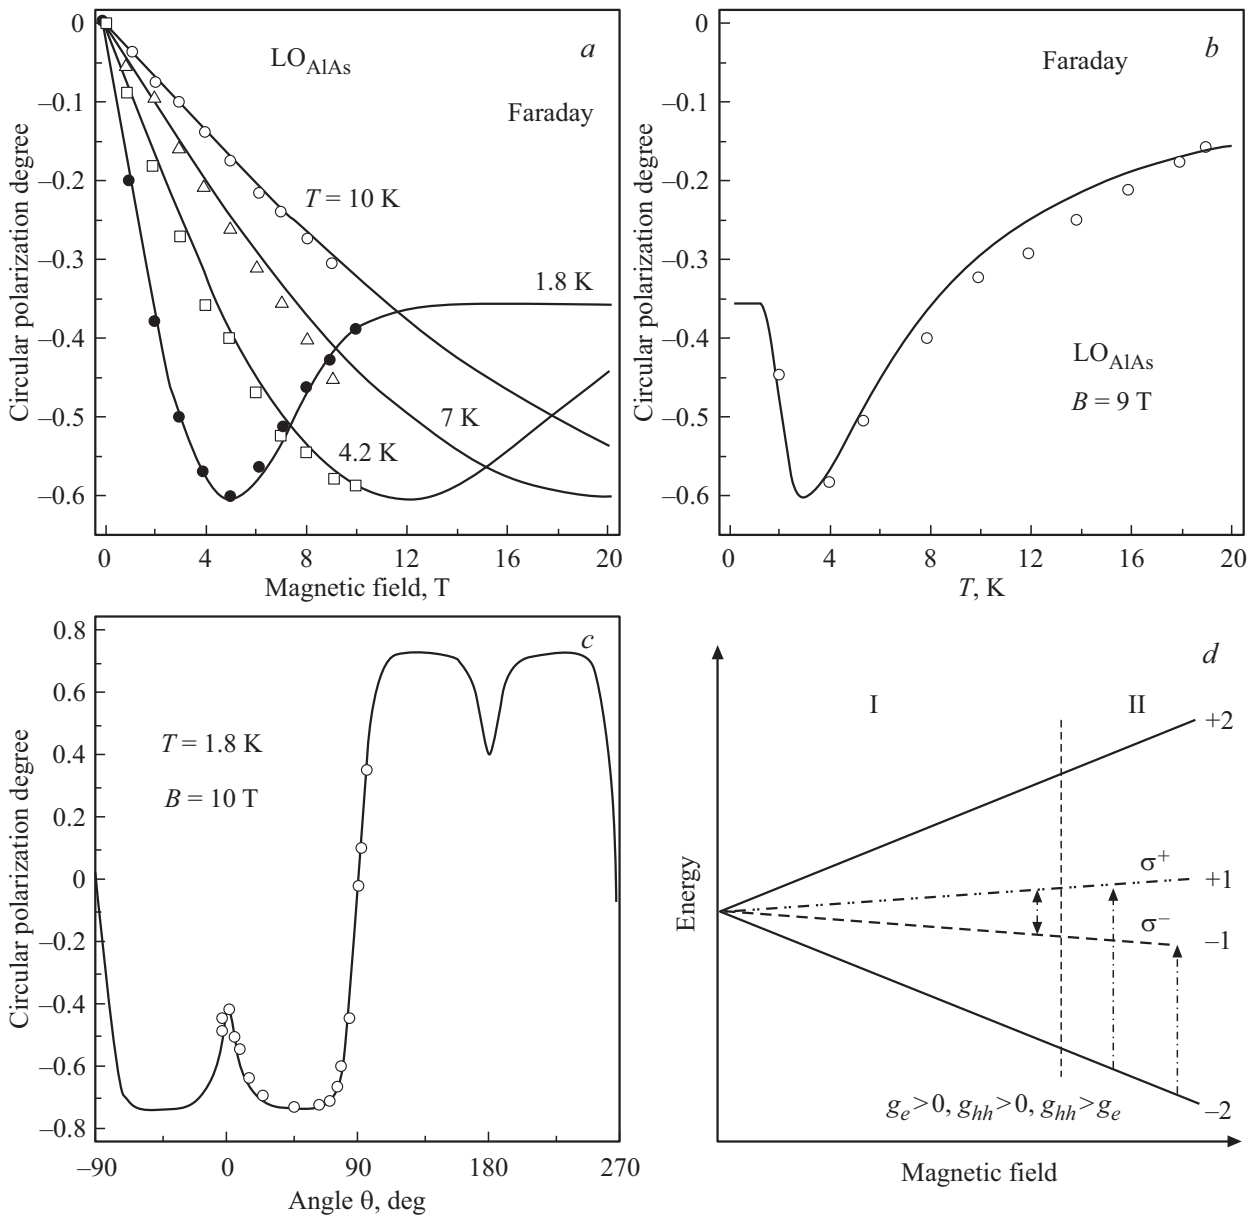 a
LO_AlAs
Faraday
T = 10 K
1.8 K
7 K
4.2 K
0
–0.1
–0.2
–0.3
–0.4
–0.5
–0.6
Circular polarization degree
0 4 8 12 16 20
Magnetic field, T
b
Faraday
LO_AlAs
B = 9 T
0
–0.1
–0.2
–0.3
–0.4
–0.5
–0.6
Circular polarization degree
0 4 8 12 16 20
T, K
c
T = 1.8 K
B = 10 T
0.8
0.6
0.4
0.2
0
–0.2
–0.4
–0.6
–0.8
Circular polarization degree
–90 0 90 180 270
Angle θ, deg
d
I II
+2
σ⁺
+1
σ⁻
–1
–2
g_e > 0, g_hh > 0, g_hh > g_e
Energy
Magnetic field